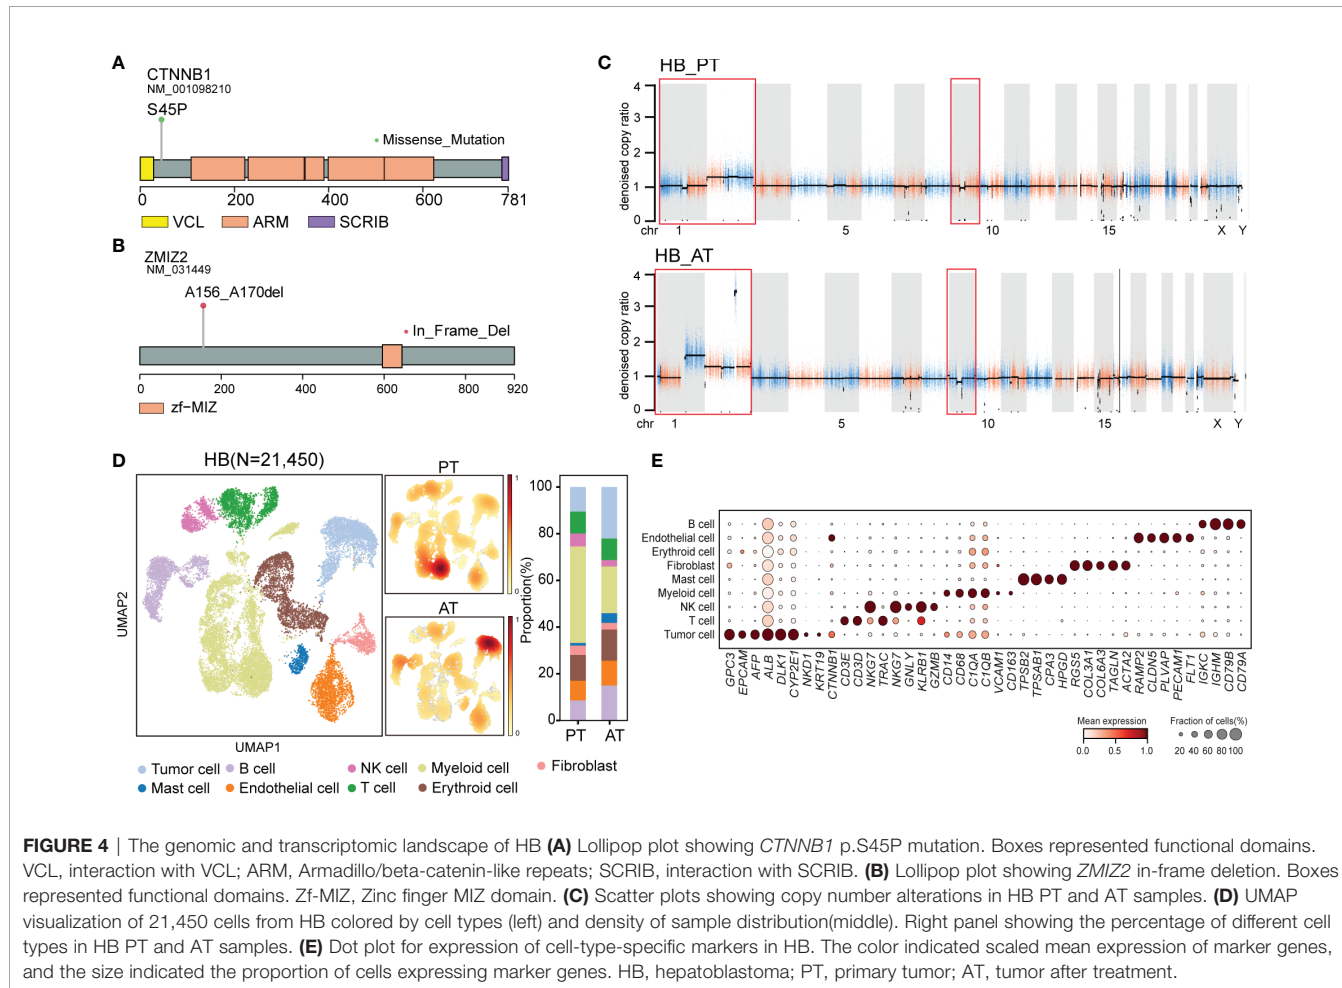 A
CTNNB1
NM_001098210
S45P
Missense_Mutation
0 200 400 600 781
VCL ARM SCRIB
B
ZMIZ2
NM_031449
A156_A170del
In_Frame_Del
0 200 400 600 800 920
zf-MIZ
C
HB_PT
denoised copy ratio
4
3
2
1
0
chr 1 5 10 15 X Y
HB_AT
denoised copy ratio
4
3
2
1
0
chr 1 5 10 15 X Y
D
HB(N=21,450)
UMAP2
UMAP1
PT
1
0
AT
1
0
Proportion(%)
100
80
60
40
20
0
PT AT
Tumor cell B cell NK cell Myeloid cell Fibroblast
Mast cell Endothelial cell T cell Erythroid cell
E
B cell
Endothelial cell
Erythroid cell
Fibroblast
Mast cell
Myeloid cell
NK cell
T cell
Tumor cell
GPC3 EPCAM AFP ALB DLK1 CYP2E1 NKD1 KRT19 CTNNB1 CD3E CD3D NKG7 TRAC NKG7 GNLY KLRB1 GZMB CD14 CD68 C1QA C1QB VCAM1 CD163 TPSB2 TPSAB1 CPA3 HPGD RGS5 COL3A1 COL6A3 TAGLN ACTA2 RAMP2 CLDN5 PLVAP PECAM1 FLT1 IGKC IGHM CD79B CD79A
Mean expression
0.0 0.5 1.0
Fraction of cells(%)
20 40 60 80 100
FIGURE 4 | The genomic and transcriptomic landscape of HB (A) Lollipop plot showing CTNNB1 p.S45P mutation. Boxes represented functional domains.
VCL, interaction with VCL; ARM, Armadillo/beta-catenin-like repeats; SCRIB, interaction with SCRIB. (B) Lollipop plot showing ZMIZ2 in-frame deletion. Boxes
represented functional domains. Zf-MIZ, Zinc finger MIZ domain. (C) Scatter plots showing copy number alterations in HB PT and AT samples. (D) UMAP
visualization of 21,450 cells from HB colored by cell types (left) and density of sample distribution(middle). Right panel showing the percentage of different cell
types in HB PT and AT samples. (E) Dot plot for expression of cell-type-specific markers in HB. The color indicated scaled mean expression of marker genes,
and the size indicated the proportion of cells expressing marker genes. HB, hepatoblastoma; PT, primary tumor; AT, tumor after treatment.